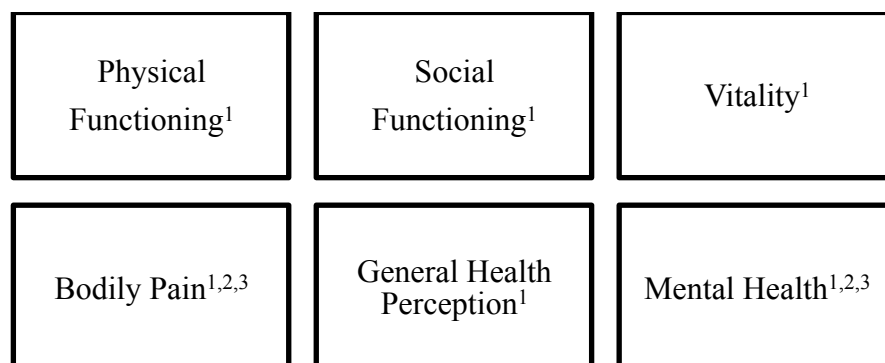 Physical
Functioning¹
Social
Functioning¹
Vitality¹
Bodily Pain¹,²,³
General Health
Perception¹
Mental Health¹,²,³